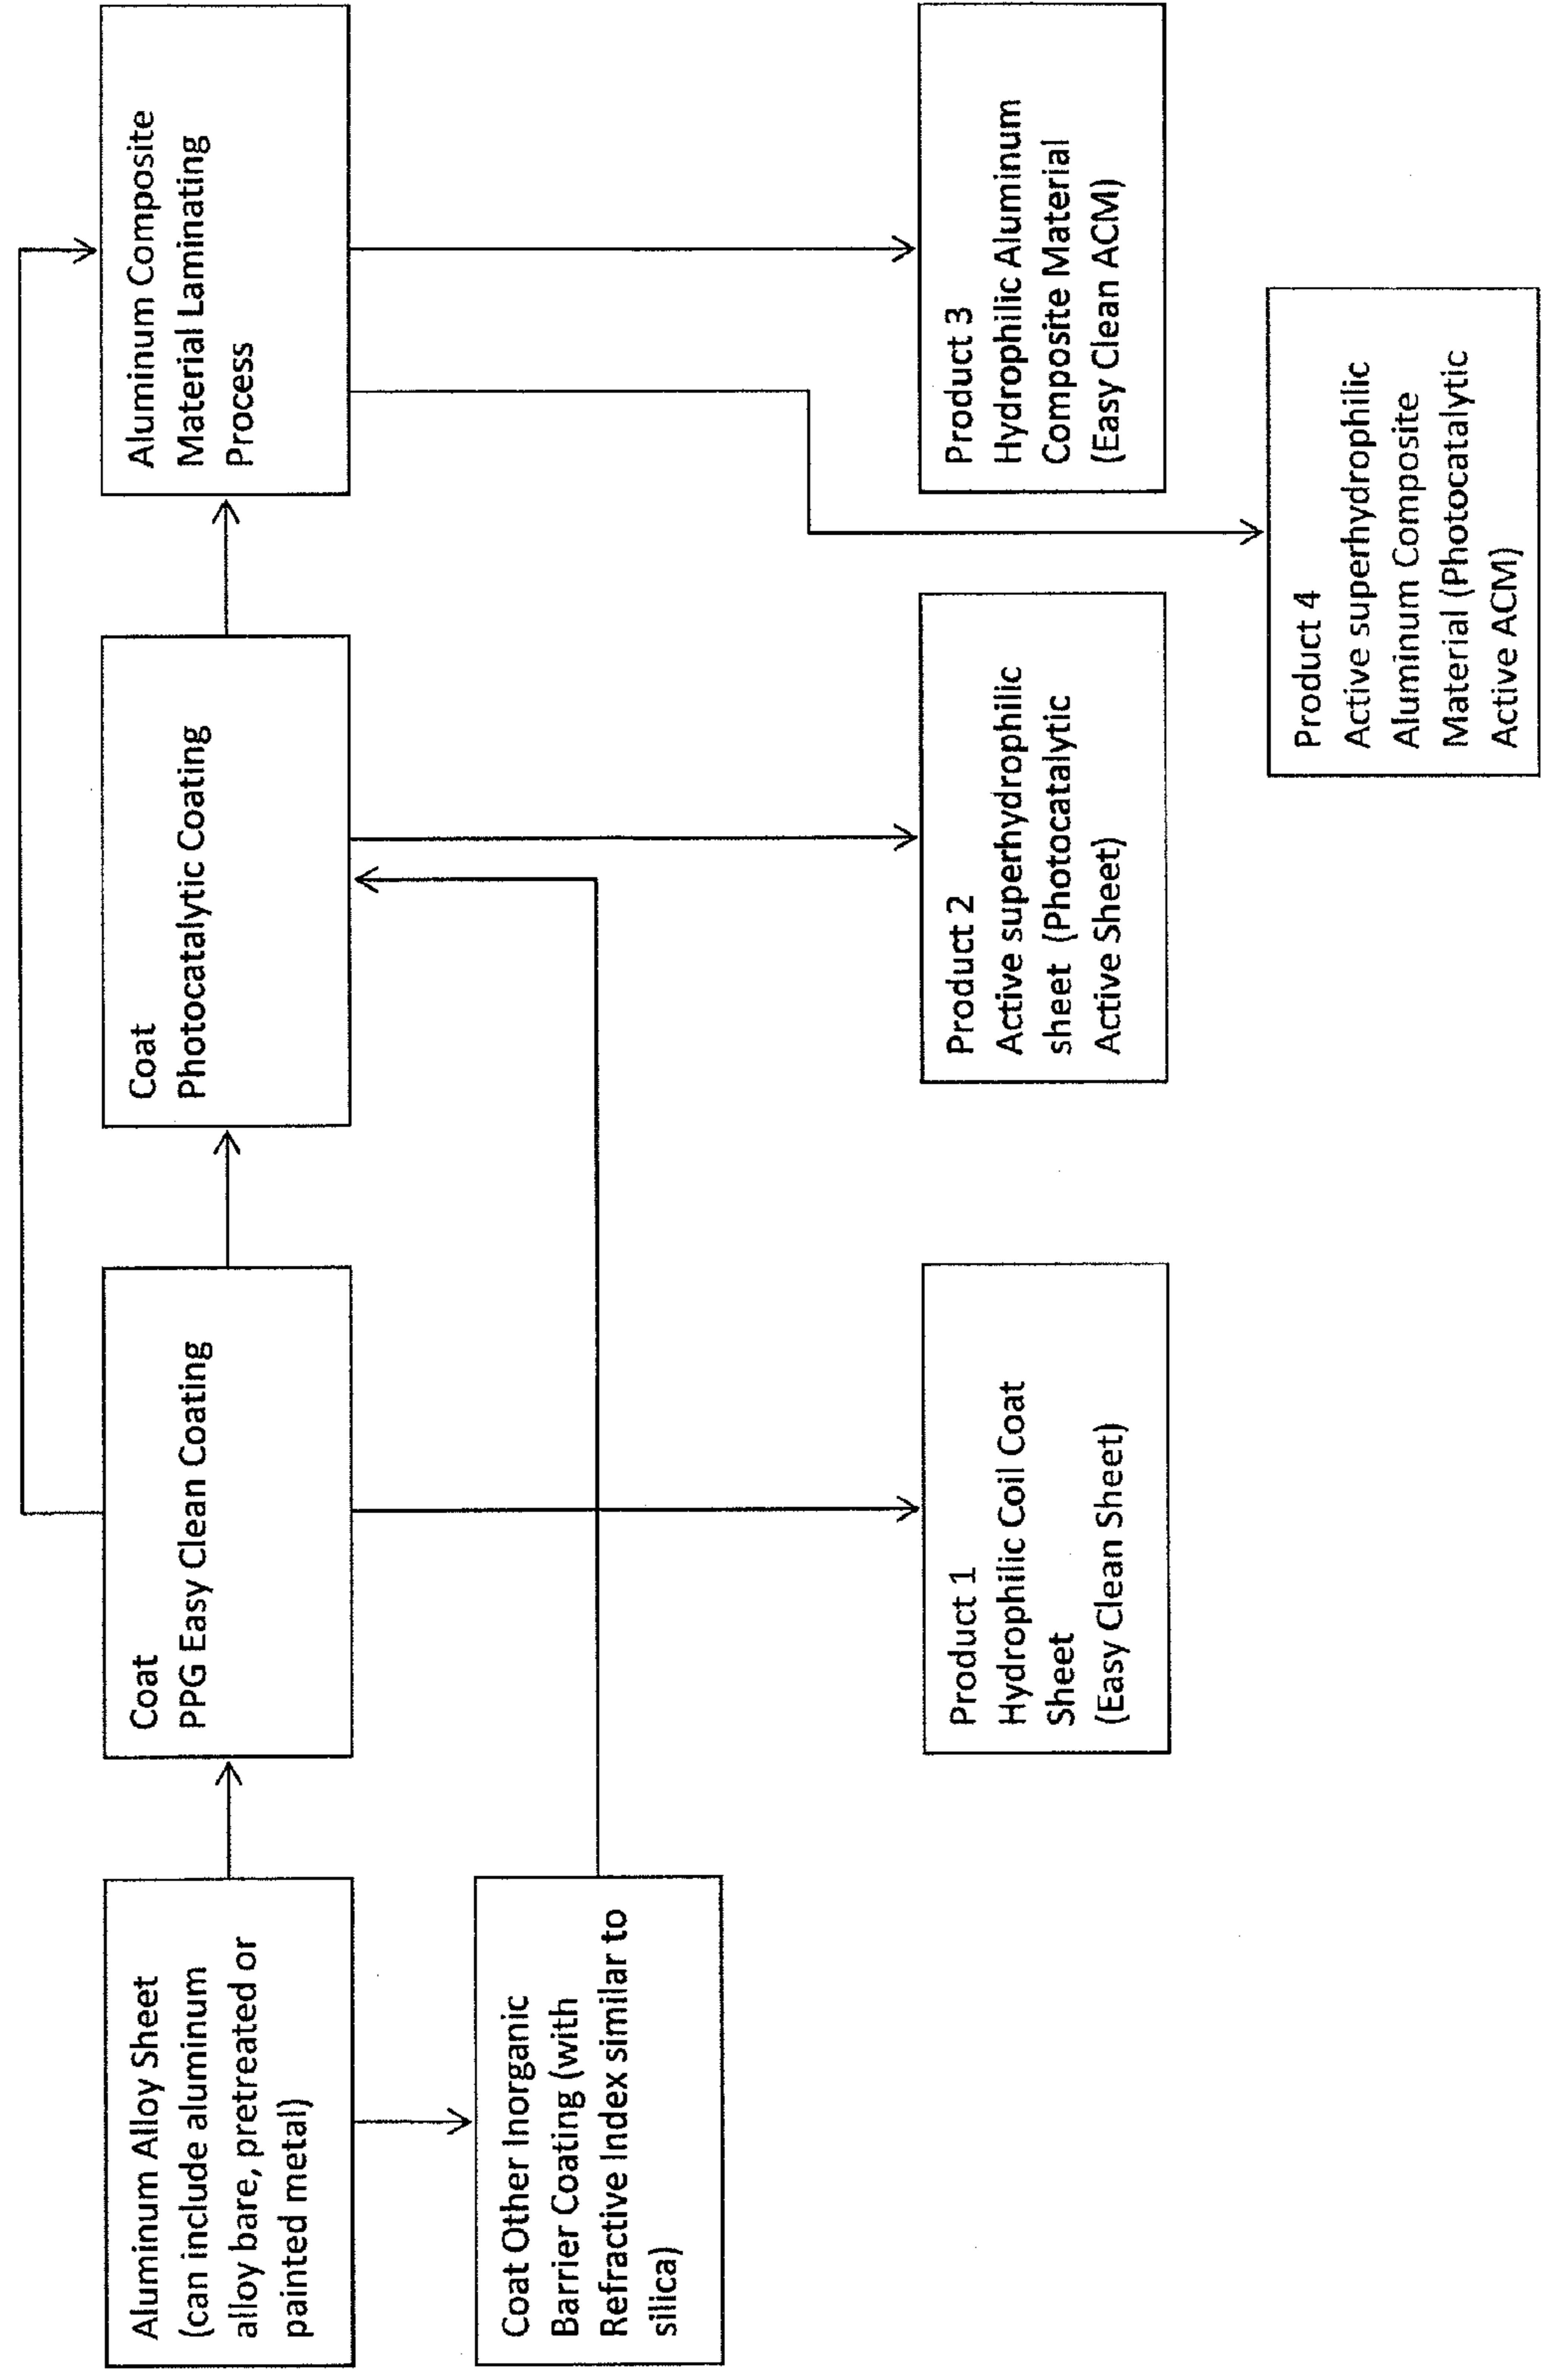 Aluminum Alloy Sheet
(can include aluminum
alloy bare, pretreated or
painted metal)
Coat
PPG Easy Clean Coating
Coat
Photocatalytic Coating
Aluminum Composite
Material Laminating
Process
Coat Other Inorganic
Barrier Coating (with
Refractive Index similar to
silica)
Product 1
Hydrophilic Coil Coat
Sheet
(Easy Clean Sheet)
Product 2
Active superhydrophilic
sheet (Photocatalytic
Active Sheet)
Product 3
Hydrophilic Aluminum
Composite Material
(Easy Clean ACM)
Product 4
Active superhydrophilic
Aluminum Composite
Material (Photocatalytic
Active ACM)